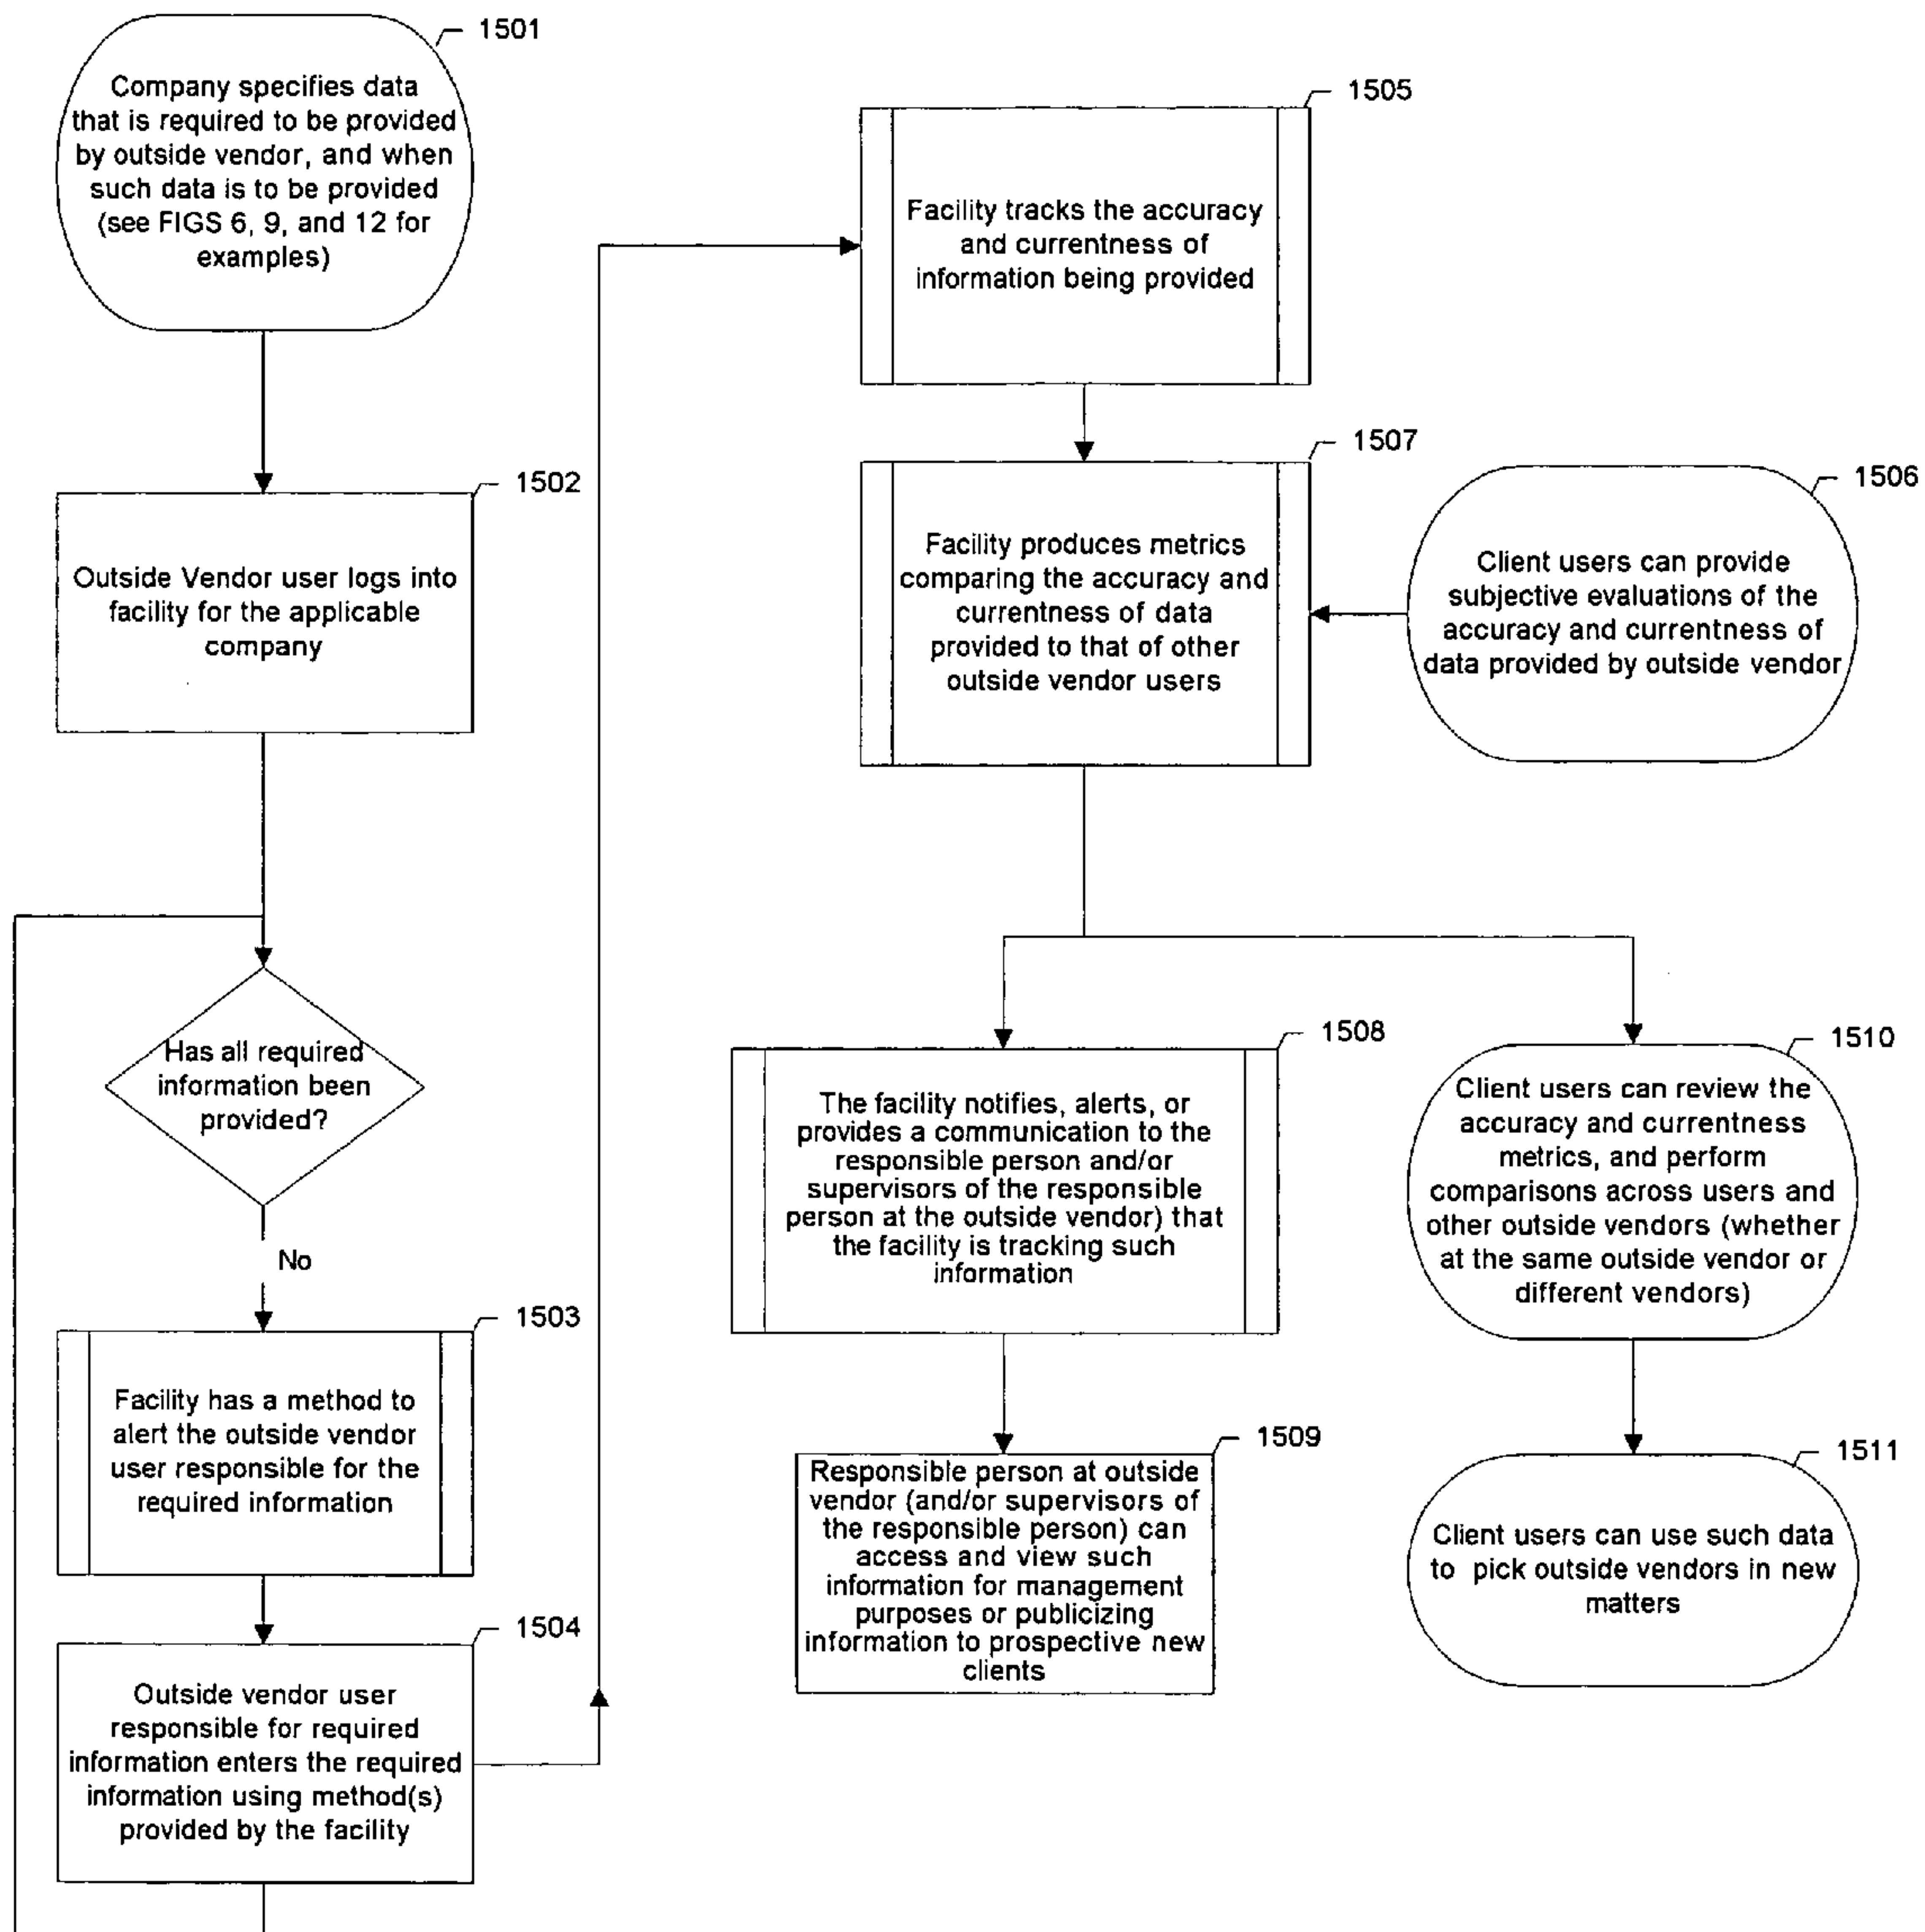 1501
Company specifies data
that is required to be provided
by outside vendor, and when
such data is to be provided
(see FIGS 6, 9, and 12 for
examples)
1502
Outside Vendor user logs into
facility for the applicable
company
Has all required
information been
provided?
No
1503
Facility has a method to
alert the outside vendor
user responsible for the
required information
1504
Outside vendor user
responsible for required
information enters the required
information using method(s)
provided by the facility
1505
Facility tracks the accuracy
and currentness of
information being provided
1507
Facility produces metrics
comparing the accuracy and
currentness of data
provided to that of other
outside vendor users
1506
Client users can provide
subjective evaluations of the
accuracy and currentness of
data provided by outside vendor
1508
The facility notifies, alerts, or
provides a communication to the
responsible person and/or
supervisors of the responsible
person at the outside vendor) that
the facility is tracking such
information
1509
Responsible person at outside
vendor (and/or supervisors of
the responsible person) can
access and view such
information for management
purposes or publicizing
information to prospective new
clients
1510
Client users can review the
accuracy and currentness
metrics, and perform
comparisons across users and
other outside vendors (whether
at the same outside vendor or
different vendors)
1511
Client users can use such data
to pick outside vendors in new
matters